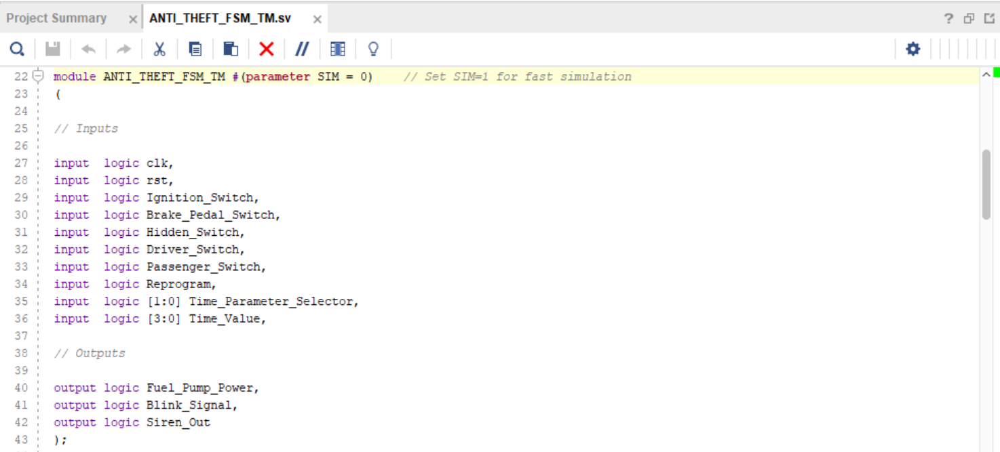 Project Summary × ANTI_THEFT_FSM_TM.sv × ?
22 module ANTI_THEFT_FSM_TM #(parameter SIM = 0) // Set SIM=1 for fast simulation
23 (
24
25 // Inputs
26
27 input logic clk,
28 input logic rst,
29 input logic Ignition_Switch,
30 input logic Brake_Pedal_Switch,
31 input logic Hidden_Switch,
32 input logic Driver_Switch,
33 input logic Passenger_Switch,
34 input logic Reprogram,
35 input logic [1:0] Time_Parameter_Selector,
36 input logic [3:0] Time_Value,
37
38 // Outputs
39
40 output logic Fuel_Pump_Power,
41 output logic Blink_Signal,
42 output logic Siren_Out
43 );